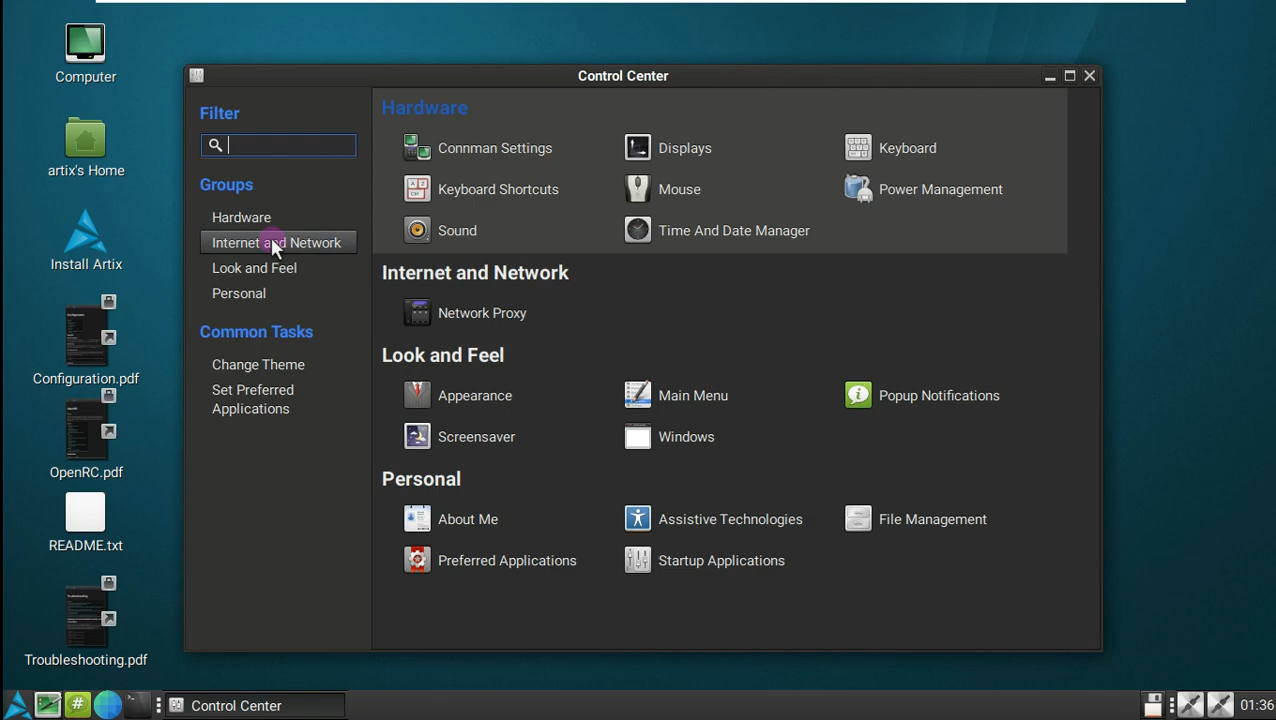 Computer
artix's Home
Install Artix
Configuration.pdf
OpenRC.pdf
README.txt
Troubleshooting.pdf
Control Center
Filter
Groups
Hardware
Internet and Network
Look and Feel
Personal
Common Tasks
Change Theme
Set Preferred
Applications
Hardware
Connman Settings
Displays
Keyboard
Keyboard Shortcuts
Mouse
Power Management
Sound
Time And Date Manager
Internet and Network
Network Proxy
Look and Feel
Appearance
Main Menu
Popup Notifications
Screensaver
Windows
Personal
About Me
Assistive Technologies
File Management
Preferred Applications
Startup Applications
Control Center
01:36